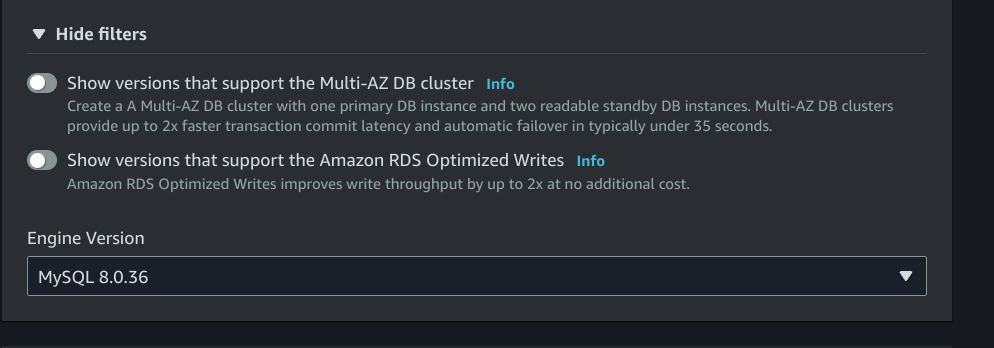 Hide filters
Show versions that support the Multi-AZ DB cluster Info
Create a A Multi-AZ DB cluster with one primary DB instance and two readable standby DB instances. Multi-AZ DB clusters
provide up to 2x faster transaction commit latency and automatic failover in typically under 35 seconds.
Show versions that support the Amazon RDS Optimized Writes Info
Amazon RDS Optimized Writes improves write throughput by up to 2x at no additional cost.
Engine Version
MySQL 8.0.36